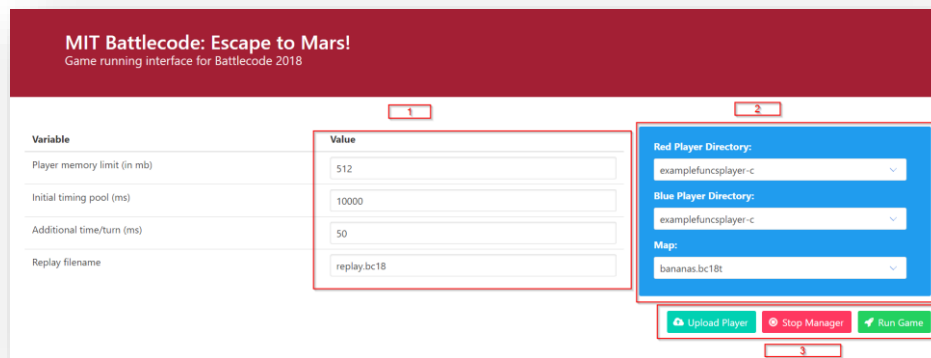 MIT Battlecode: Escape to Mars!
Game running interface for Battlecode 2018
1
2
Variable
Value
Player memory limit (in mb)
512
Initial timing pool (ms)
10000
Additional time/turn (ms)
50
Replay filename
replay.bc18
Red Player Directory:
examplefuncsplayer-c
Blue Player Directory:
examplefuncsplayer-c
Map:
bananas.bc18t
Upload Player
Stop Manager
Run Game
3